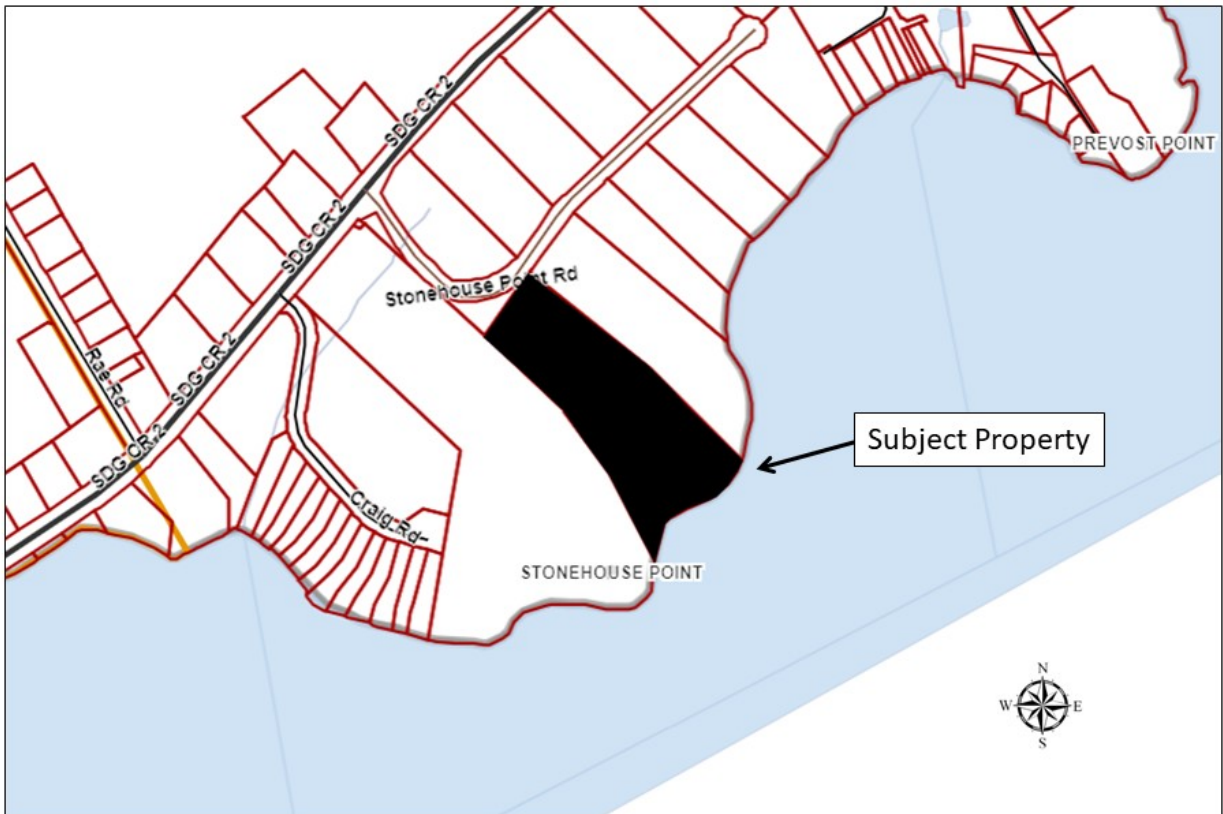 SDG CR 2
PREVOST POINT
SDG CR 2
Stonehouse Point Rd
SDG CR 2
Rae Rd
SDG CR 2
Subject Property
Craig Rd
STONEHOUSE POINT
N
W
E
S